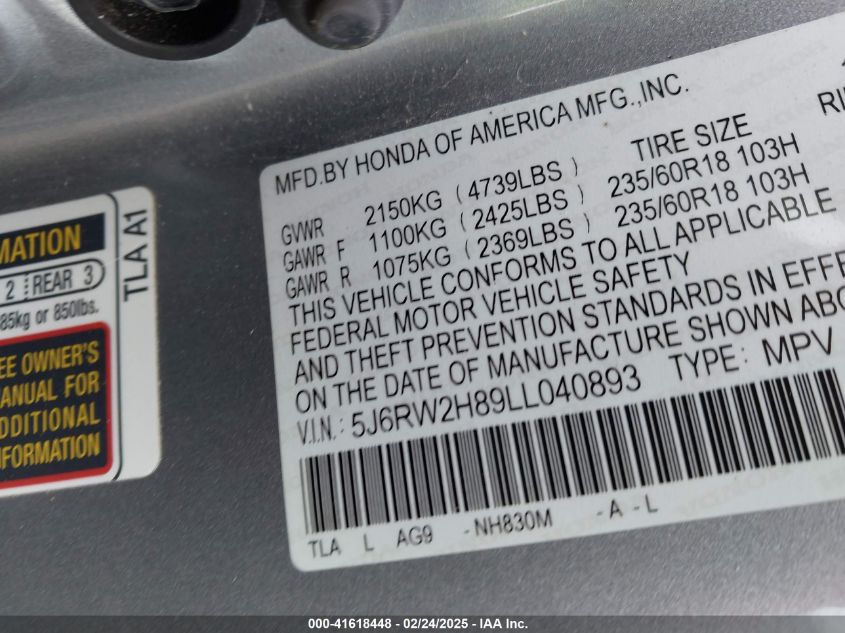 MFD.BY HONDA OF AMERICA MFG.,INC.
GVWR 2150KG (4739LBS) TIRE SIZE
GAWR F 1100KG (2425LBS) 235/60R18 103H
GAWR R 1075KG (2369LBS) 235/60R18 103H
THIS VEHICLE CONFORMS TO ALL APPLICABLE
FEDERAL MOTOR VEHICLE SAFETY
AND THEFT PREVENTION STANDARDS IN EFFE
ON THE DATE OF MANUFACTURE SHOWN ABO
V.I.N.: 5J6RW2H89LL040893 TYPE: MPV
TLA L AG9 -NH830M -A -L
MATION
2 REAR 3
85kg or 850lbs.
EE OWNER'S
ANUAL FOR
DDITIONAL
NFORMATION
TLA A1
000-41618448 - 02/24/2025 - IAA Inc.